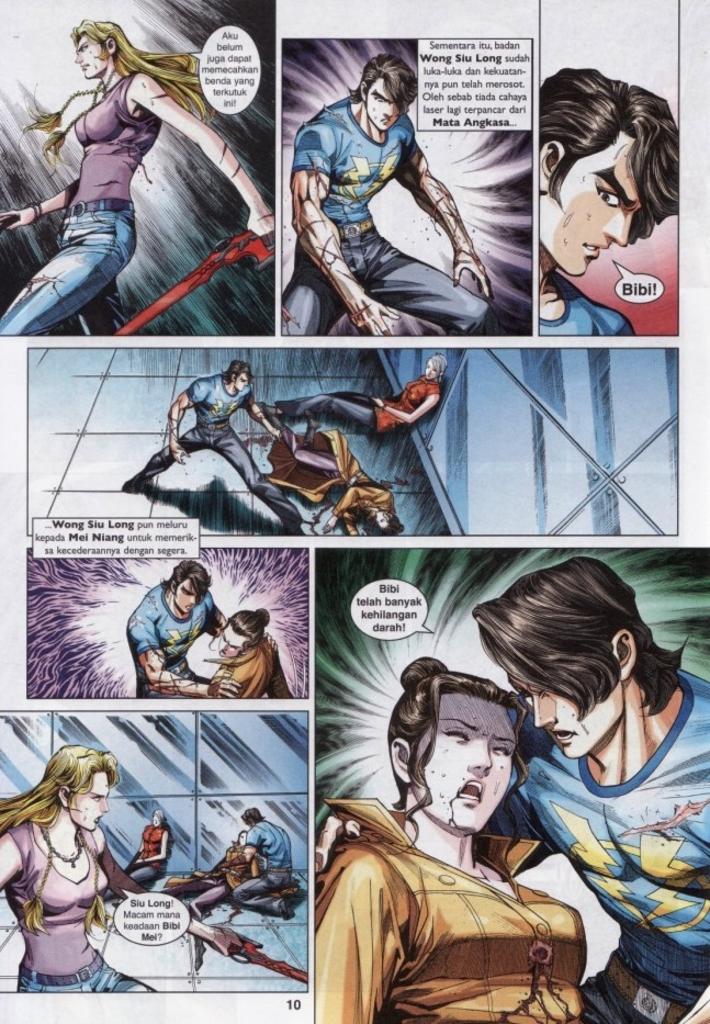 Aku
belum
juga dapat
memecahkan
benda yang
terkutuk
ini!
Sementara itu, badan
Wong Siu Long sudah
luka-luka dan kekuatan-
nya pun telah merosot.
Oleh sebab tiada cahaya
laser lagi terpancar dari
Mata Angkasa...
Bibi!
...Wong Siu Long pun meluru
kepada Mei Niang untuk memerik-
sa kecederaannya dengan segera.
Bibi
telah banyak
kehilangan
darah!
Siu Long!
Macam mana
keadaan Bibi
Mei?
10